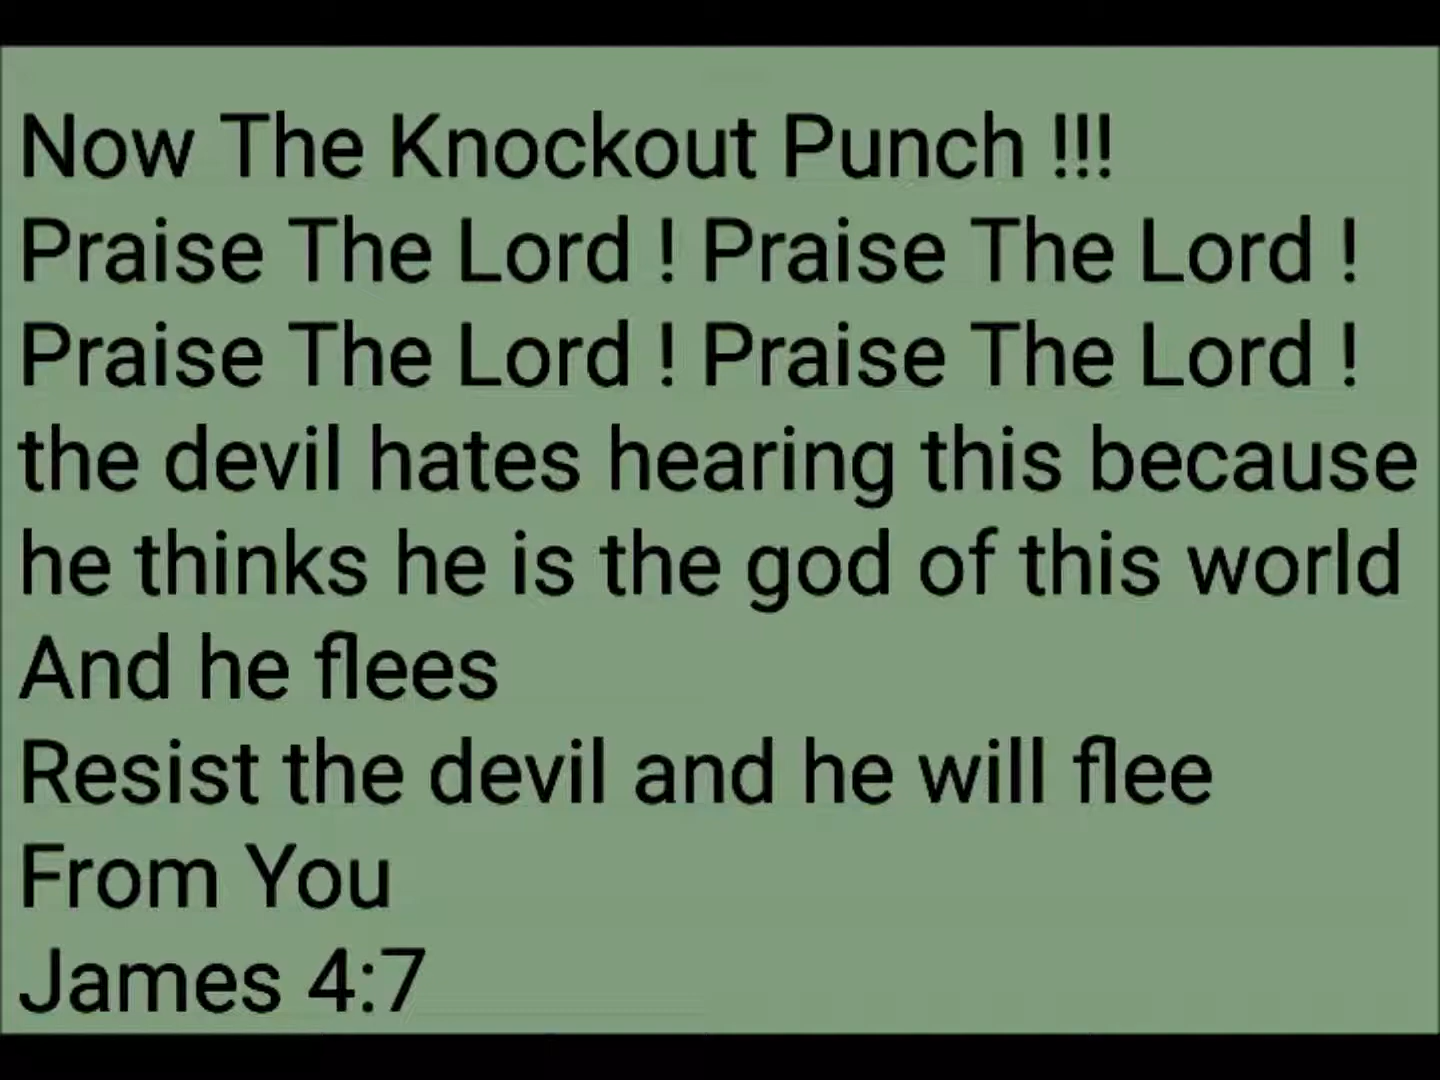 Now The Knockout Punch !!!
Praise The Lord ! Praise The Lord !
Praise The Lord ! Praise The Lord !
the devil hates hearing this because
he thinks he is the god of this world
And he flees
Resist the devil and he will flee
From You
James 4:7